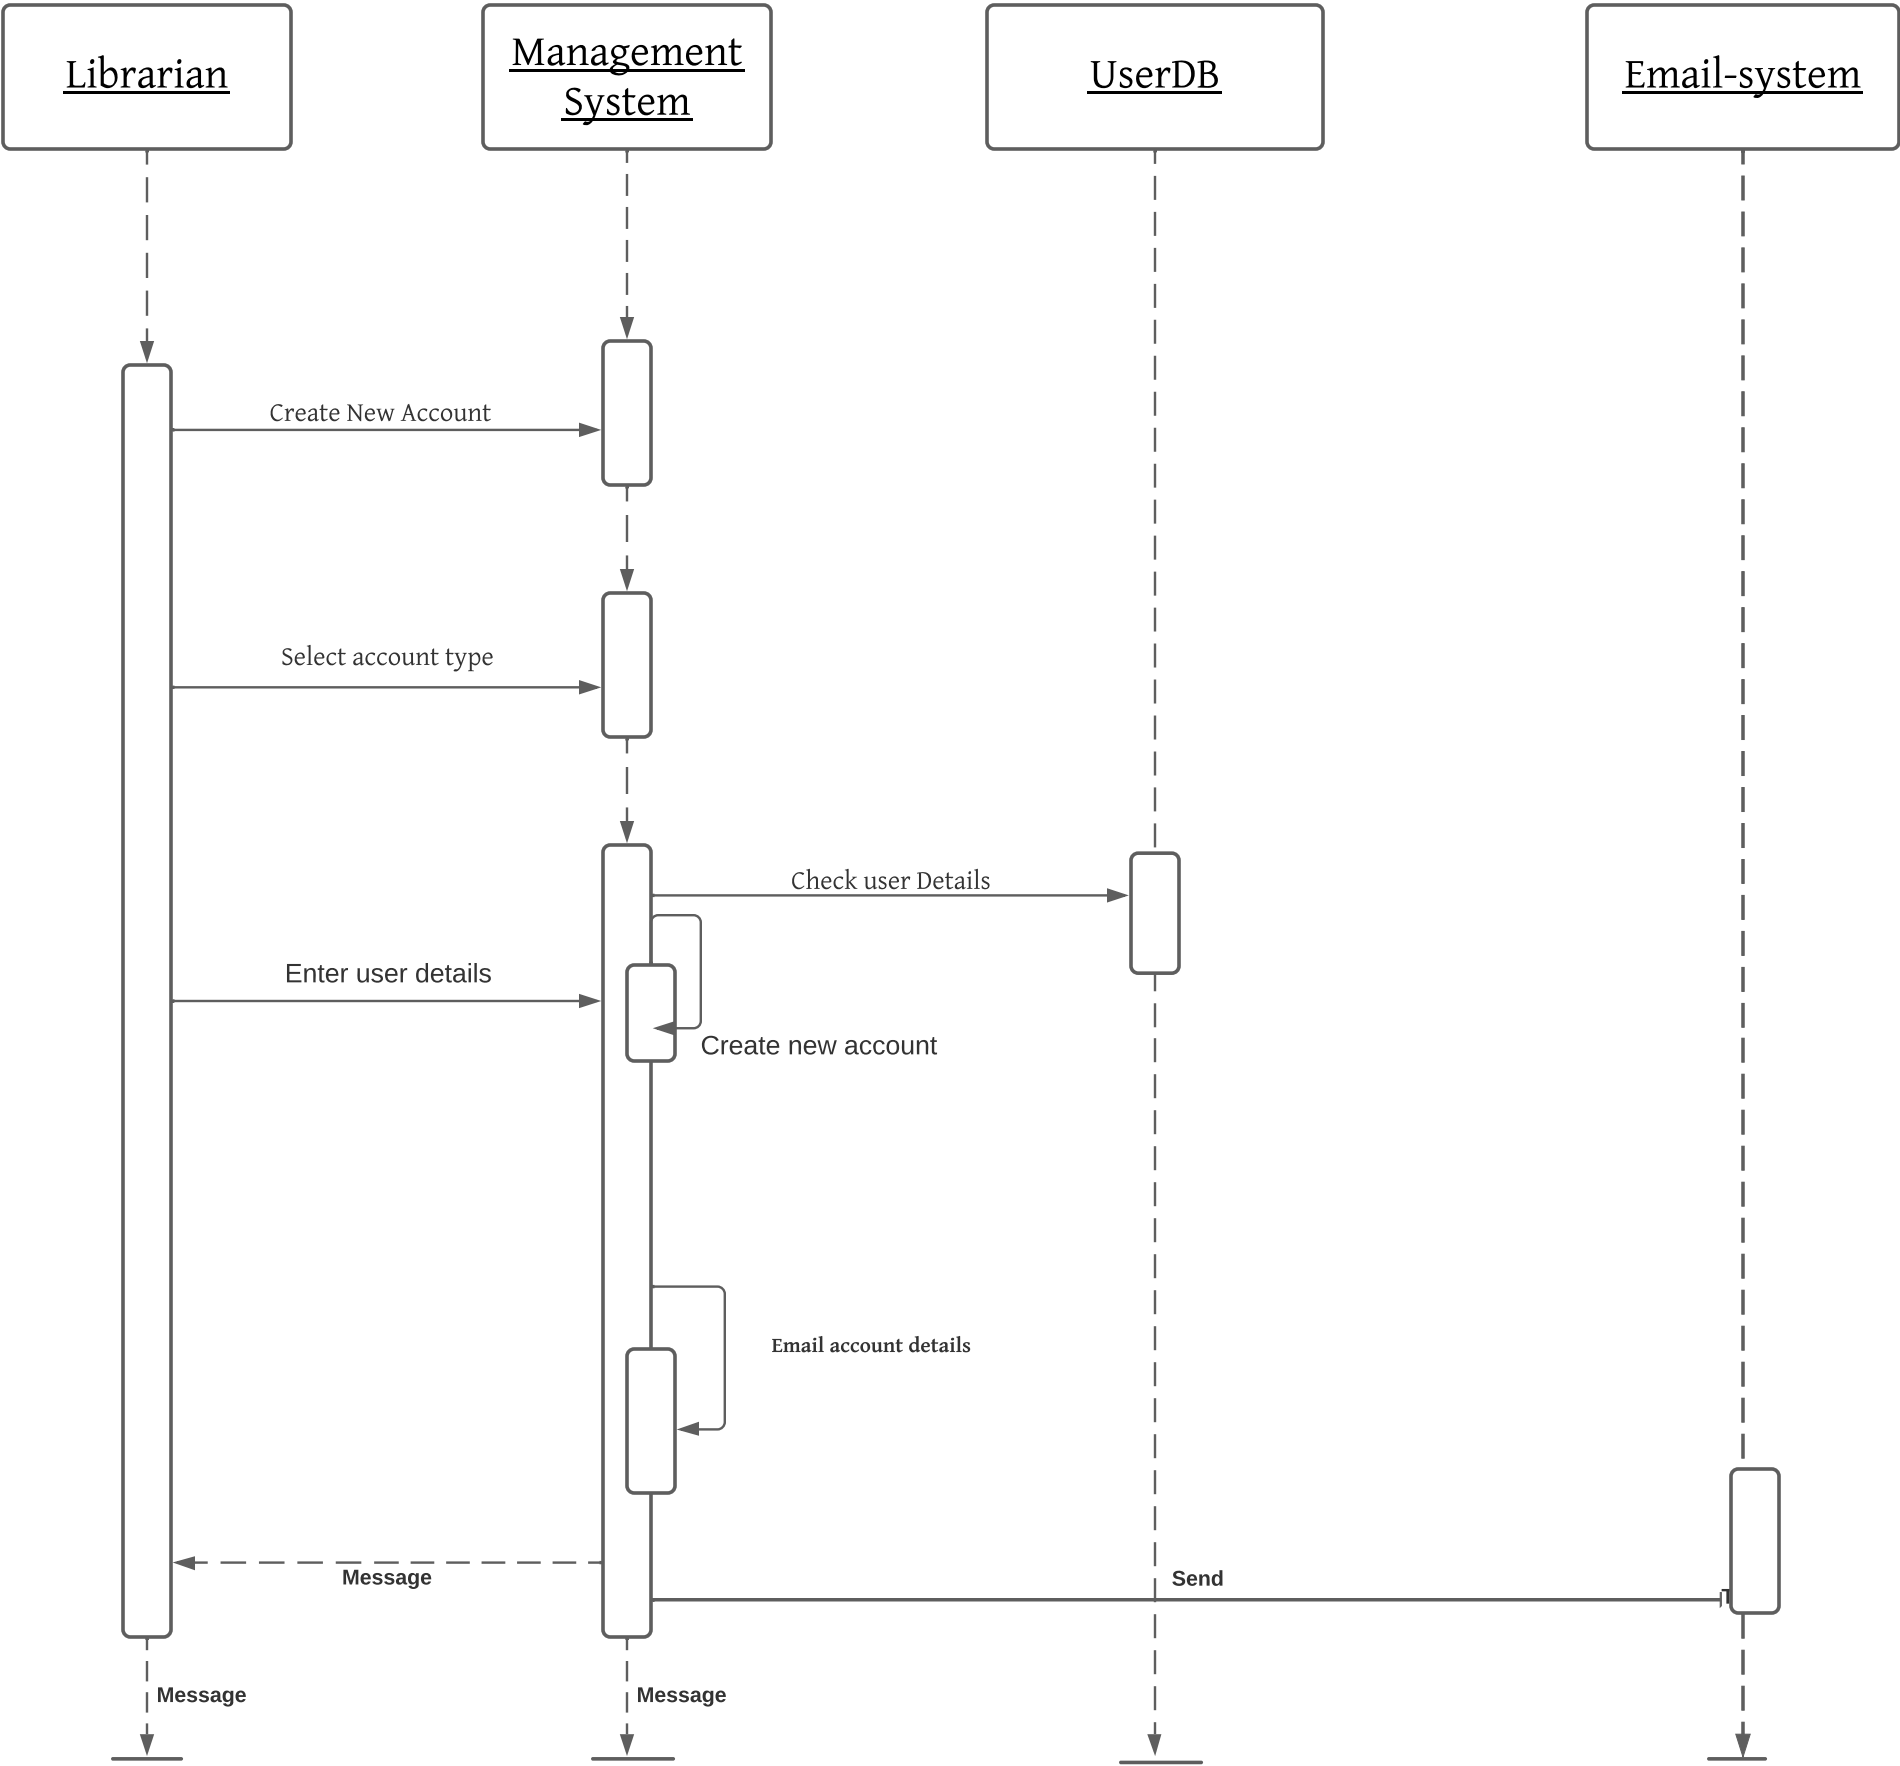 Librarian
Management
System
UserDB
Email-system
Create New Account
Select account type
Check user Details
Enter user details
Create new account
Email account details
Message
Send
Message
Message